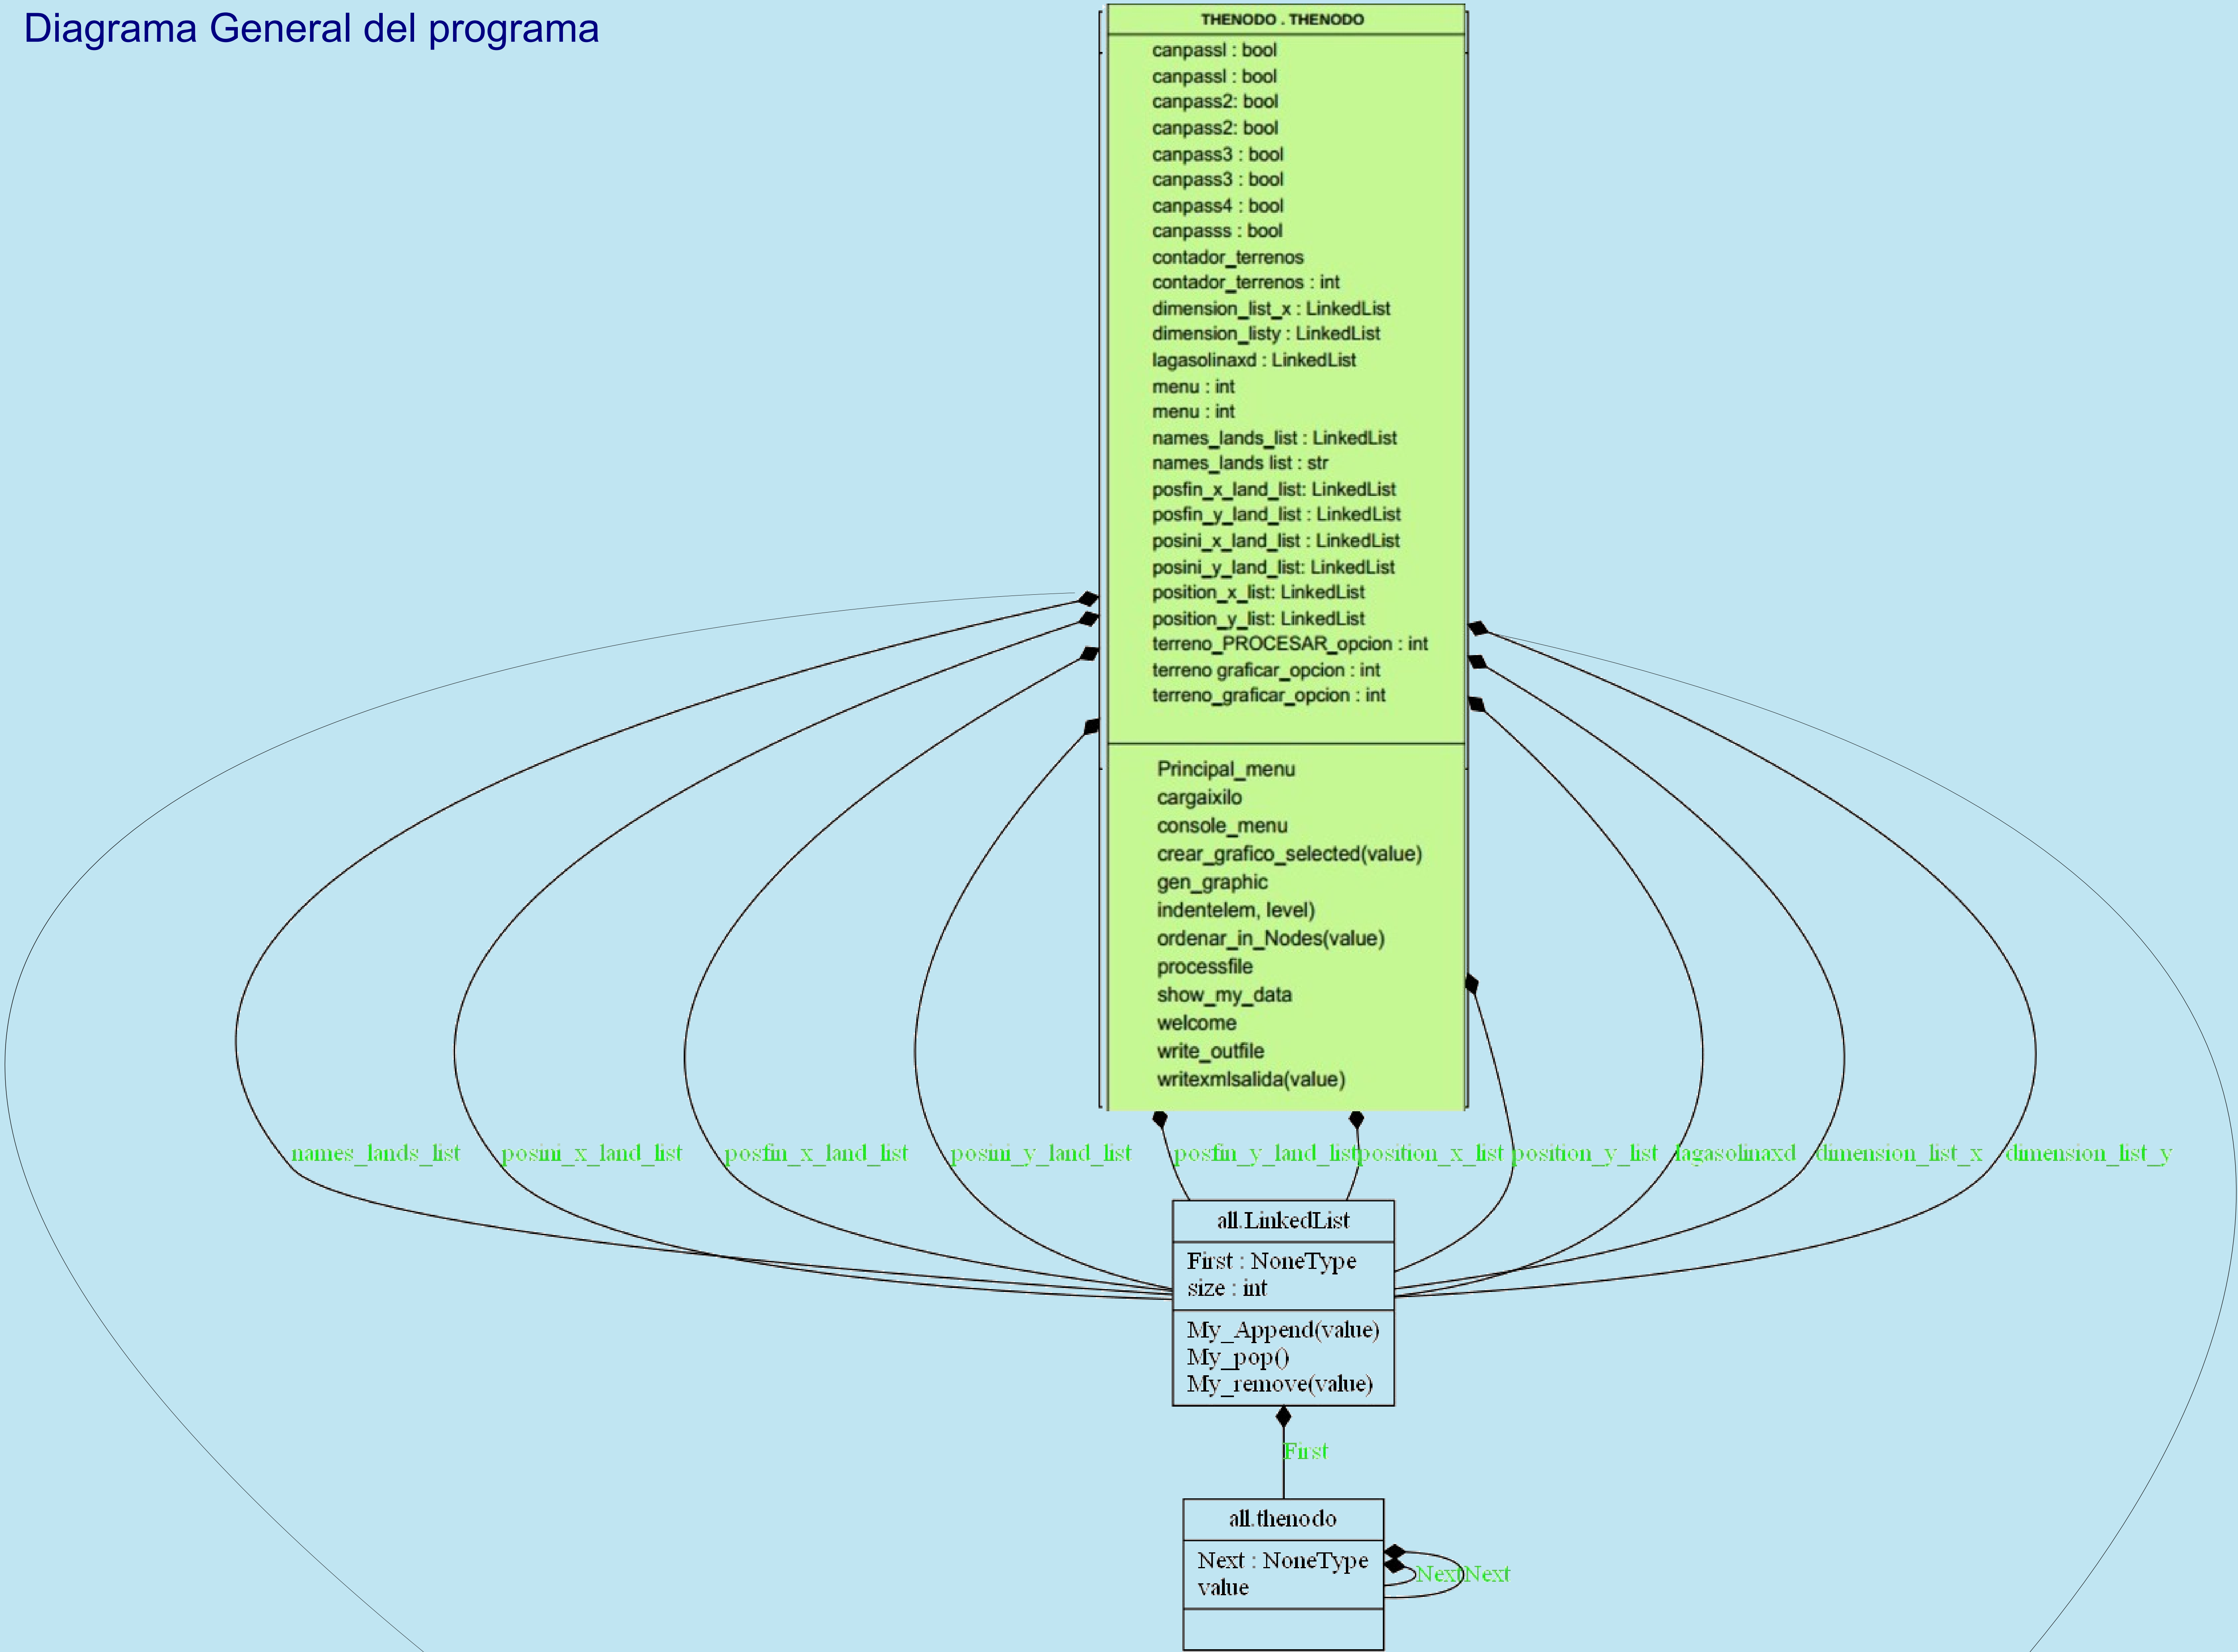 Diagrama General del programa
THENODO . THENODO
canpassl : bool
canpassl : bool
canpass2: bool
canpass2: bool
canpass3 : bool
canpass3 : bool
canpass4 : bool
canpasss : bool
contador_terrenos
contador_terrenos : int
dimension_list_x : LinkedList
dimension_listy : LinkedList
lagasolinaxd : LinkedList
menu : int
menu : int
names_lands_list : LinkedList
names_lands list : str
posfin_x_land_list: LinkedList
posfin_y_land_list : LinkedList
posini_x_land_list : LinkedList
posini_y_land_list: LinkedList
position_x_list: LinkedList
position_y_list: LinkedList
terreno_PROCESAR_opcion : int
terreno graficar_opcion : int
terreno_graficar_opcion : int
Principal_menu
cargaixilo
console_menu
crear_grafico_selected(value)
gen_graphic
indentelem, level)
ordenar_in_Nodes(value)
processfile
show_my_data
welcome
write_outfile
writexmlsalida(value)
names_lands_list posini_x_land_list posfin_x_land_list posini_y_land_list posfin_y_land_list position_x_list position_y_list lagasolinaxd dimension_list_x dimension_list_y
all.LinkedList
First : NoneType
size : int
My_Append(value)
My_pop()
My_remove(value)
First
all.thenodo
Next : NoneType
value
Next Next